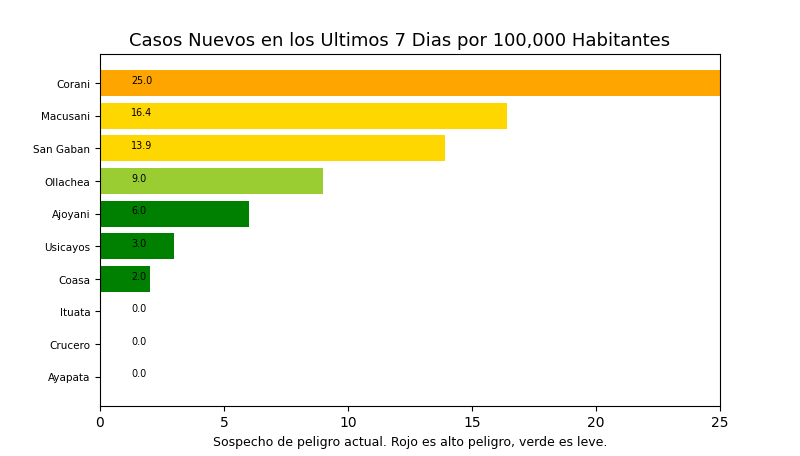 Casos Nuevos en los Ultimos 7 Dias por 100,000 Habitantes
Corani 25.0
Macusani 16.4
San Gaban 13.9
Ollachea 9.0
Ajoyani 6.0
Usicayos 3.0
Coasa 2.0
Ituata 0.0
Crucero 0.0
Ayapata 0.0
0 5 10 15 20 25
Sospecho de peligro actual. Rojo es alto peligro, verde es leve.